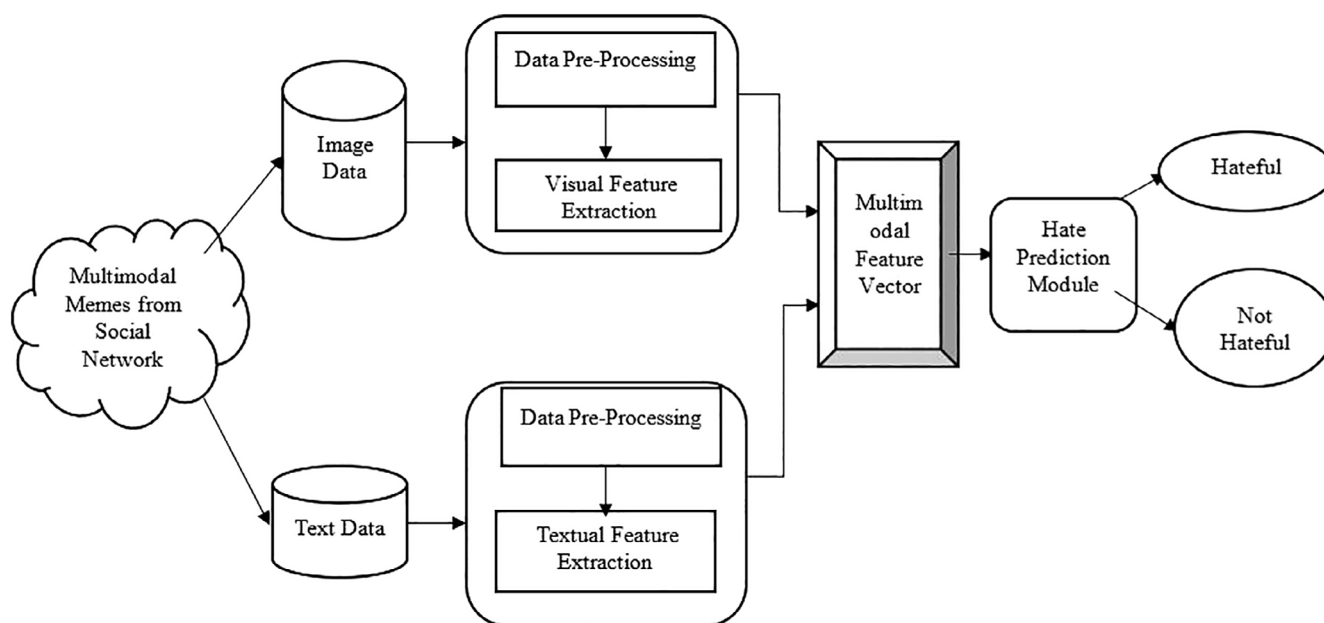 Multimodal
Memes from
Social
Network
Image
Data
Data Pre-Processing
Visual Feature
Extraction
Text Data
Data Pre-Processing
Textual Feature
Extraction
Multim
odal
Feature
Vector
Hate
Prediction
Module
Hateful
Not
Hateful